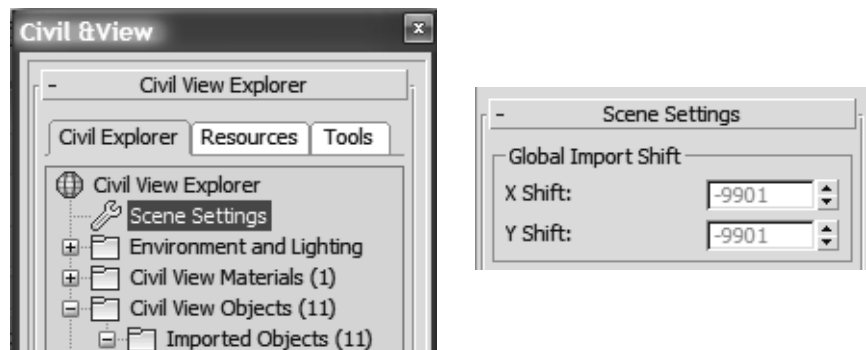 Civil &View
x
- Civil View Explorer
Civil Explorer Resources Tools
Civil View Explorer
Scene Settings
Environment and Lighting
Civil View Materials (1)
Civil View Objects (11)
Imported Objects (11)
- Scene Settings
Global Import Shift
X Shift: -9901
Y Shift: -9901